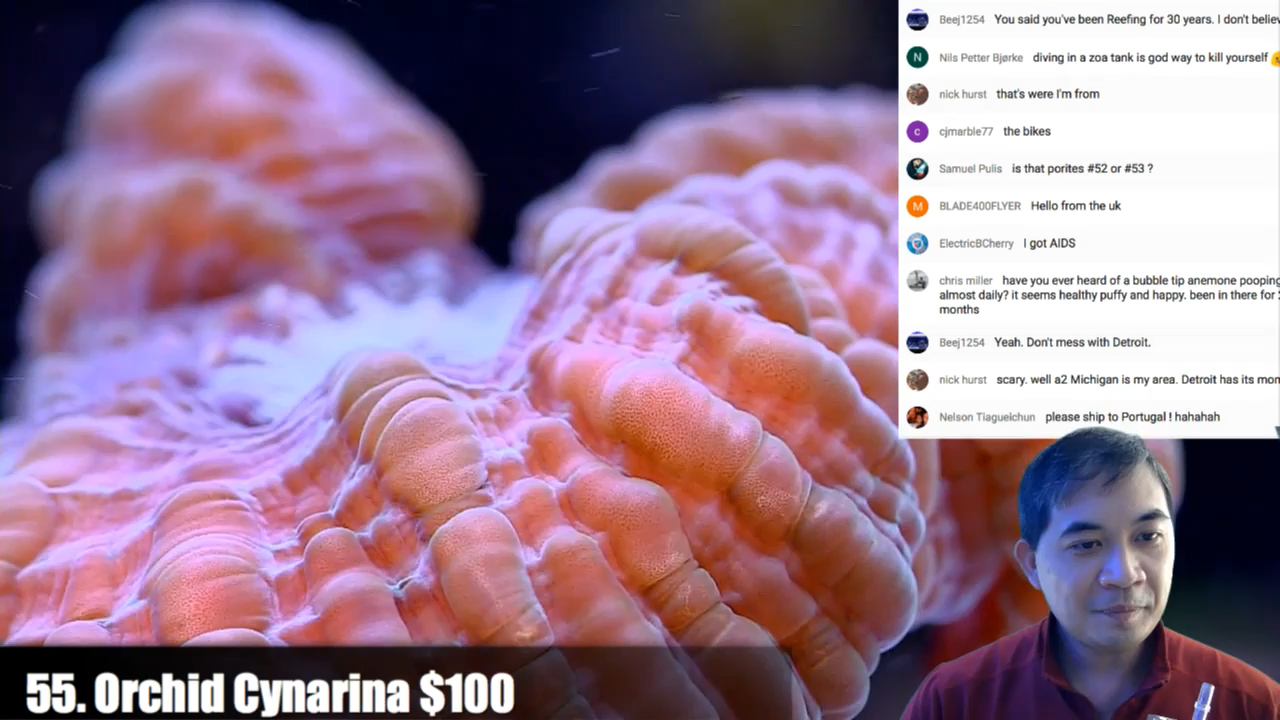 Beej1254 You said you've been Reefing for 30 years. I don't
N Nils Petter Bjørke diving in a zoa tank is god way to kill yourself
nick hurst that's were I'm from
c cjmarble77 the bikes
Samuel Pulis is that porites #52 or #53 ?
M BLADE400FLYER Hello from the uk
ElectricBCherry I got AIDS
chris miller have you ever heard of a bubble tip anemone pooping
almost daily? it seems healthy puffy and happy. been in there for
months
Beej1254 Yeah. Don't mess with Detroit.
nick hurst scary. well a2 Michigan is my area. Detroit has its
Nelson Tiagueichun please ship to Portugal ! hahahah
55. Orchid Cynarina $100